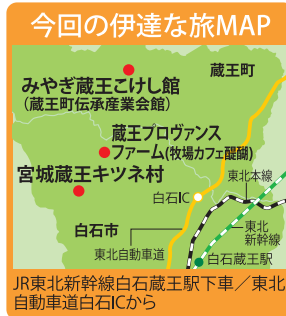 今回の伊達な旅MAP
蔵王町
みやぎ蔵王こけし館
（蔵王町伝承産業会館）
蔵王プロヴァンス
ファーム(牧場カフェ醍醐)
宮城蔵王キツネ村
東北本線
白石IC
白石市
東北
新幹線
東北自動車道
白石蔵王駅
JR東北新幹線白石蔵王駅下車／東北
自動車道白石ICから